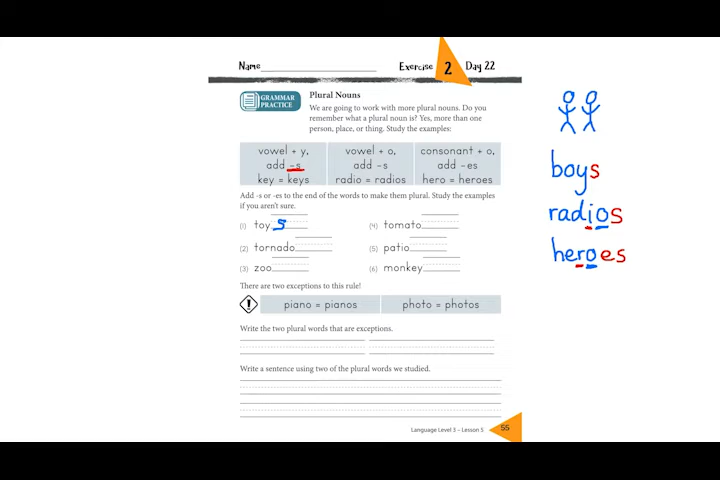 Name
Exercise 2 Day 22
GRAMMAR PRACTICE
Plural Nouns
We are going to work with more plural nouns. Do you
remember what a plural noun is? Yes, more than one
person, place, or thing. Study the examples:
vowel + y,
add -s
key = keys
vowel + o,
add -s
radio = radios
consonant + o,
add -es
hero = heroes
Add -s or -es to the end of the words to make them plural. Study the examples
if you aren't sure.
(1) toy s
(2) tornado
(3) zoo
(4) tomato
(5) patio
(6) monkey
There are two exceptions to this rule!
! piano = pianos photo = photos
Write the two plural words that are exceptions.
Write a sentence using two of the plural words we studied.
Language Level 3 – Lesson 5 55
boys
radios
heroes